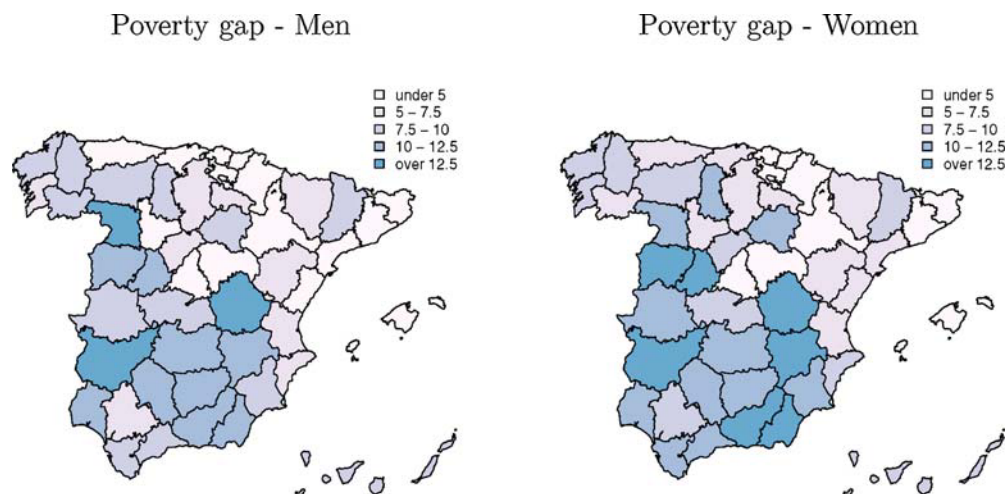 Poverty gap - Men
under 5
5 – 7.5
7.5 – 10
10 – 12.5
over 12.5
Poverty gap - Women
under 5
5 – 7.5
7.5 – 10
10 – 12.5
over 12.5